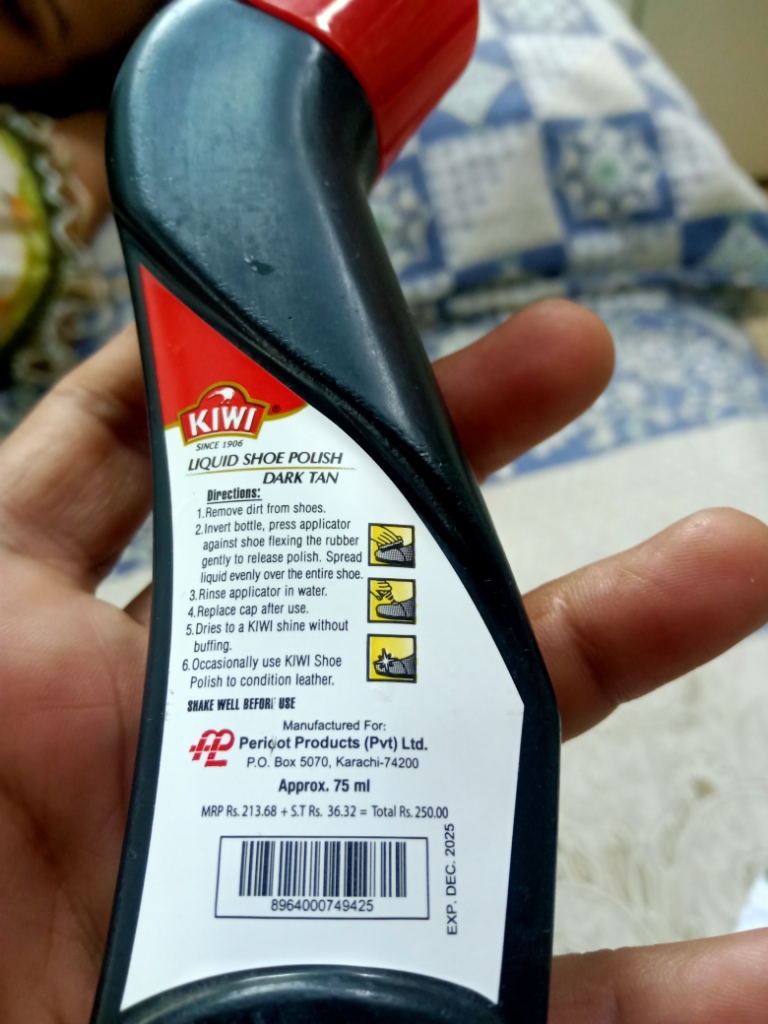 KIWI
SINCE 1906
LIQUID SHOE POLISH
DARK TAN
Directions:
1.Remove dirt from shoes.
2.Invert bottle, press applicator
against shoe flexing the rubber
gently to release polish. Spread
liquid evenly over the entire shoe.
3.Rinse applicator in water.
4.Replace cap after use.
5.Dries to a KIWI shine without
buffing.
6.Occasionally use KIWI Shoe
Polish to condition leather.
SHAKE WELL BEFORE USE
Manufactured For:
Peridot Products (Pvt) Ltd.
P.O. Box 5070, Karachi-74200
Approx. 75 ml
MRP Rs. 213.68 + S.T Rs. 36.32 = Total Rs. 250.00
8964000749425
EXP. DEC. 2025